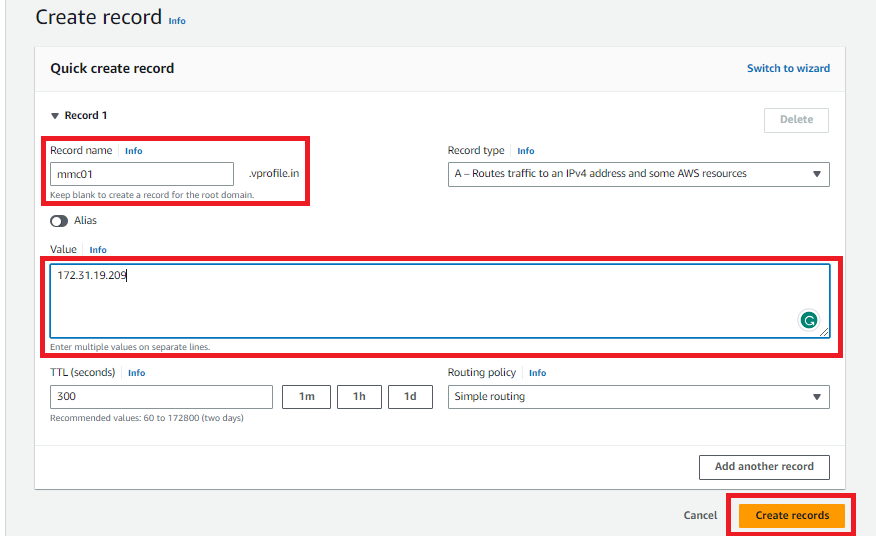 Create record Info
Quick create record
Switch to wizard
Record 1
Delete
Record name Info
mmc01 .vprofile.in
Keep blank to create a record for the root domain.
Record type Info
A – Routes traffic to an IPv4 address and some AWS resources
Alias
Value Info
172.31.19.209
Enter multiple values on separate lines.
TTL (seconds) Info
300 1m 1h 1d
Recommended values: 60 to 172800 (two days)
Routing policy Info
Simple routing
Add another record
Cancel Create records